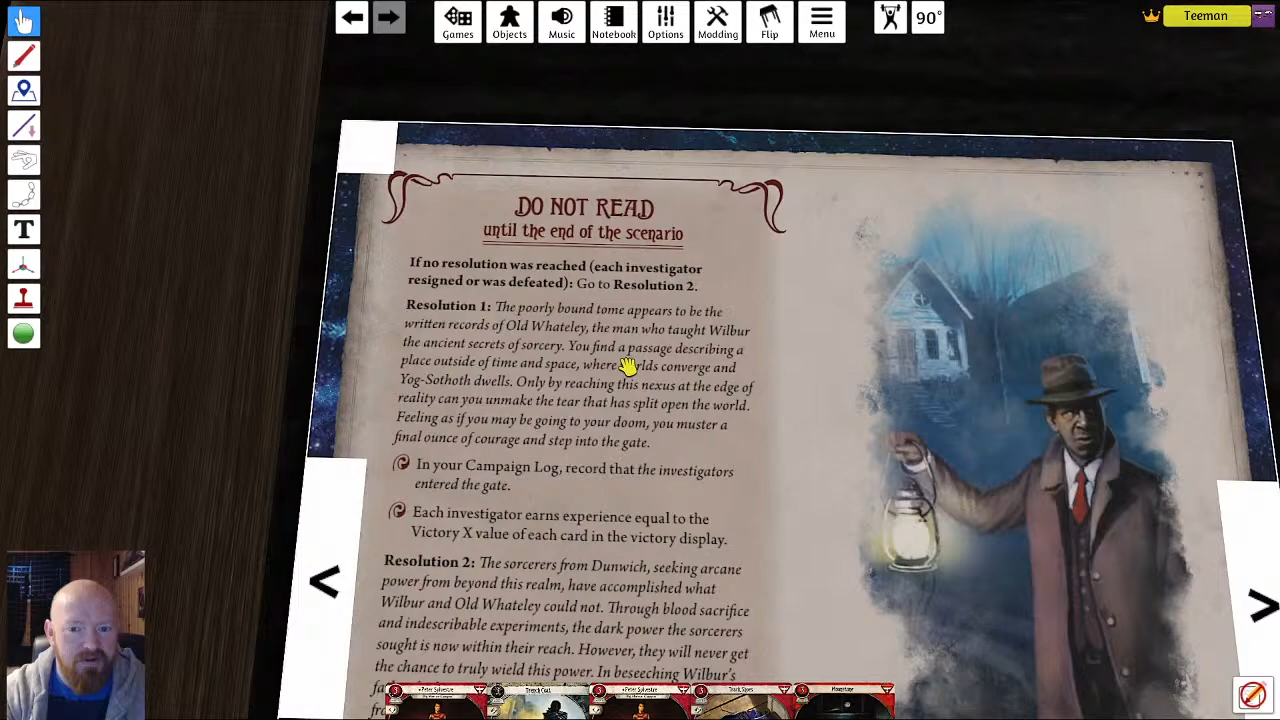 Games
Objects
Music
Notebook
Options
Modding
Flip
Menu
90°
Teeman
DO NOT READ
until the end of the scenario
If no resolution was reached (each investigator
resigned or was defeated): Go to Resolution 2.
Resolution 1: The poorly bound tome appears to be the
written records of Old Whateley, the man who taught Wilbur
the ancient secrets of sorcery. You find a passage describing a
place outside of time and space, where worlds converge and
Yog-Sothoth dwells. Only by reaching this nexus at the edge of
reality can you unmake the tear that has split open the world.
Feeling as if you may be going to your doom, you muster a
final ounce of courage and step into the gate.
In your Campaign Log, record that the investigators
entered the gate.
Each investigator earns experience equal to the
Victory X value of each card in the victory display.
Resolution 2: The sorcerers from Dunwich, seeking arcane
power from beyond this realm, have accomplished what
Wilbur and Old Whateley could not. Through blood sacrifice
and indescribable experiments, the dark power the sorcerers
sought is now within their reach. However, they will never get
the chance to truly wield this power. In beseeching Wilbur's
T
<
>
Peter Sylvestre
Trench Coat
Peter Sylvestre
Track Shoes